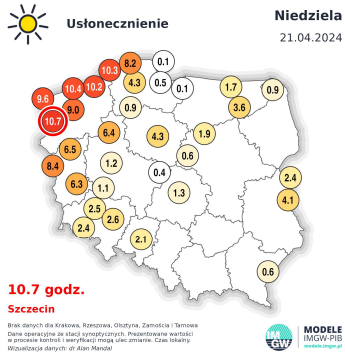 Usłonecznienie
Niedziela
21.04.2024
8.2
0.1
10.3
10.4
10.2
4.3
0.5
0.1
1.7
0.9
9.6
9.0
0.9
3.6
10.7
6.4
4.3
1.9
6.5
0.6
8.4
1.2
0.4
2.4
6.3
1.1
1.3
4.1
2.5
2.6
2.4
2.1
0.6
10.7 godz.
Szczecin
Brak danych dla Krakowa, Rzeszowa, Olsztyna, Zamościa i Tarnowa
Dane operacyjne ze stacji synoptycznych. Prezentowane wartości
w procesie kontroli i weryfikacji mogą ulec zmianie. Czas lokalny.
Wizualizacja danych: dr Alan Mandal
IM
GW
MODELE
IMGW-PIB
modele.imgw.pl